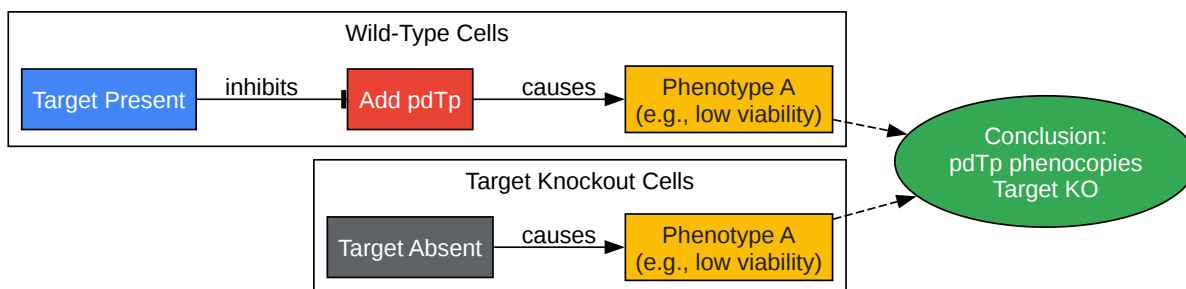 Wild-Type Cells
Target Present
inhibits
Add pdTp
causes
Phenotype A
(e.g., low viability)
Target Knockout Cells
Target Absent
causes
Phenotype A
(e.g., low viability)
Conclusion:
pdTp phenocopies
Target KO